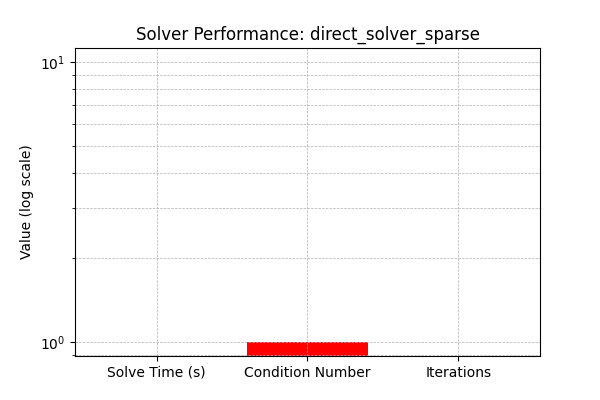 Solver Performance: direct_solver_sparse
10¹
Value (log scale)
10⁰
Solve Time (s)
Condition Number
Iterations